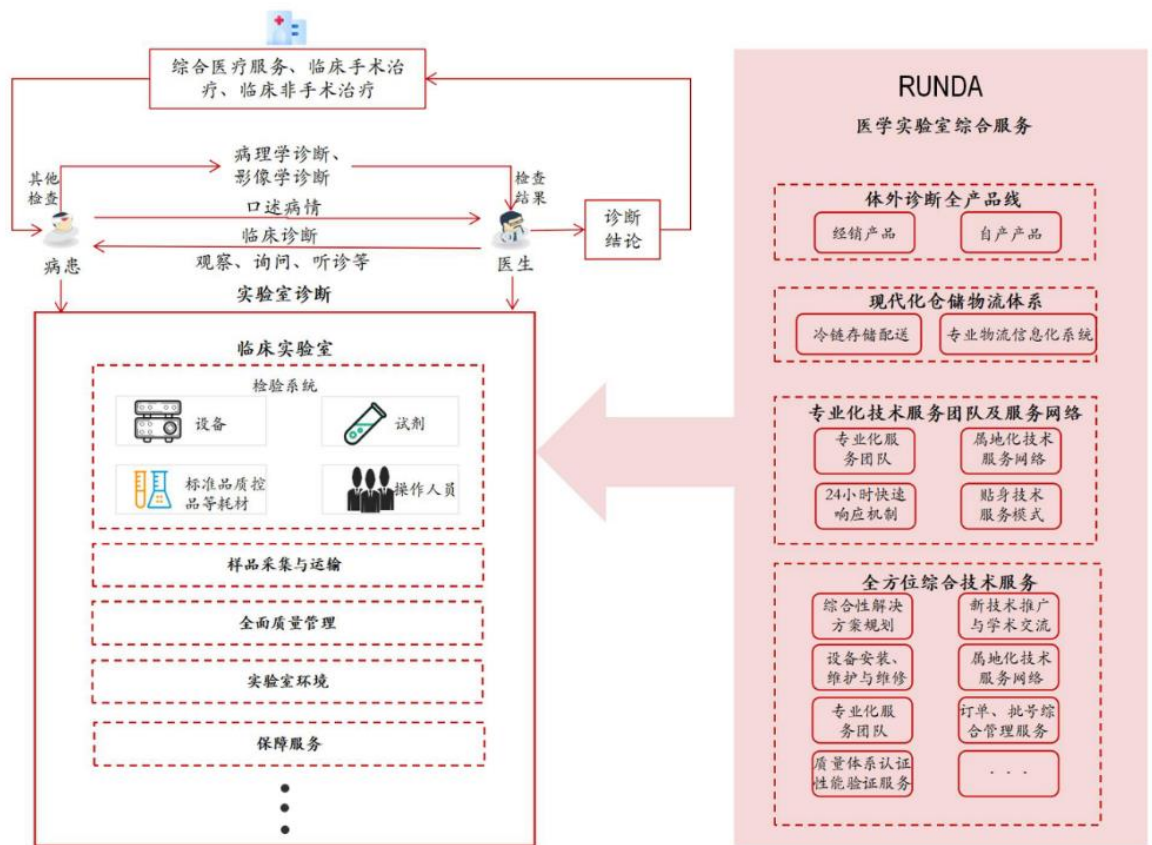 综合医疗服务、临床手术治
疗、临床非手术治疗
病理学诊断、
影像学诊断
其他
检查
检查
结果
口述病情
临床诊断
观察、询问、听诊等
病患
医生
诊断
结论
实验室诊断
临床实验室
检验系统
设备
试剂
标准品质控
品等耗材
操作人员
样品采集与运输
全面质量管理
实验室环境
保障服务
RUNDA
医学实验室综合服务
体外诊断全产品线
经销产品
自产产品
现代化仓储物流体系
冷链存储配送
专业物流信息化系统
专业化技术服务团队及服务网络
专业化服
务团队
属地化技术
服务网络
24小时快速
响应机制
贴身技术
服务模式
全方位综合技术服务
综合性解决
方案规划
新技术推广
与学术交流
设备安装、
维护与维修
属地化技术
服务网络
专业化服
务团队
订单、批号综
合管理服务
质量体系认证
性能验证服务
· · ·